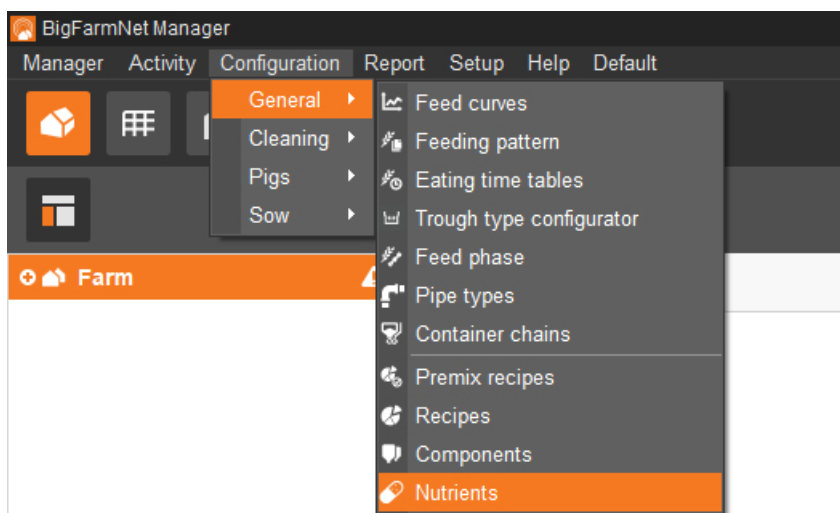 BigFarmNet Manager
Manager Activity Configuration Report Setup Help Default
General
Cleaning
Pigs
Sow
Feed curves
Feeding pattern
Eating time tables
Trough type configurator
Feed phase
Pipe types
Container chains
Premix recipes
Recipes
Components
Nutrients
Farm